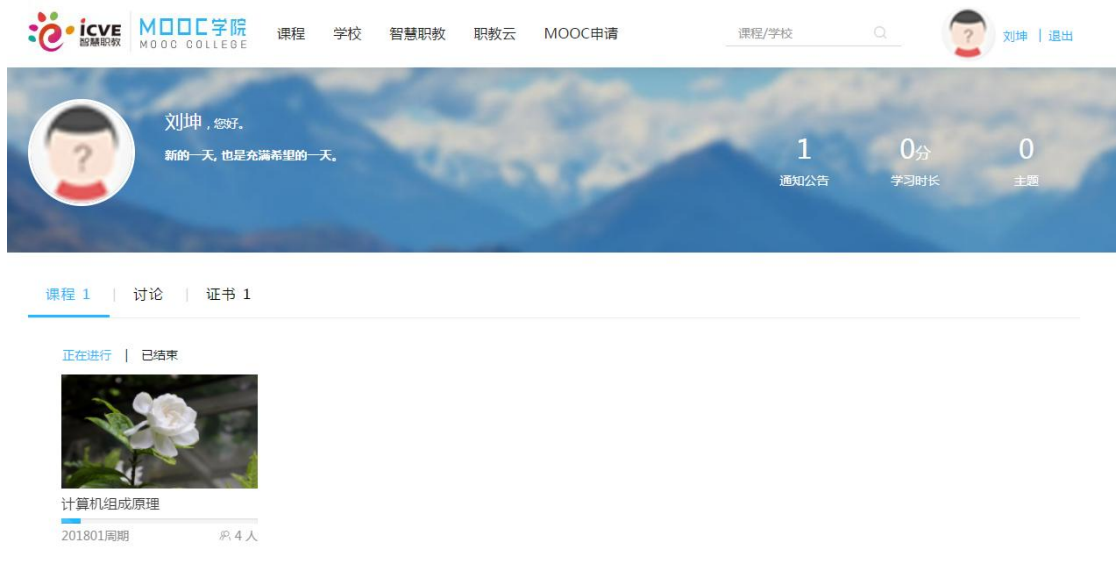 icve 智慧职教 MOOC学院 MOOC COLLEGE 课程 学校 智慧职教 职教云 MOOC申请 课程/学校 刘坤 | 退出
刘坤，您好。
新的一天, 也是充满希望的一天。
1 0分 0
通知公告 学习时长 主题
课程 1 | 讨论 | 证书 1
正在进行 | 已结束
计算机组成原理
201801周期 4 人